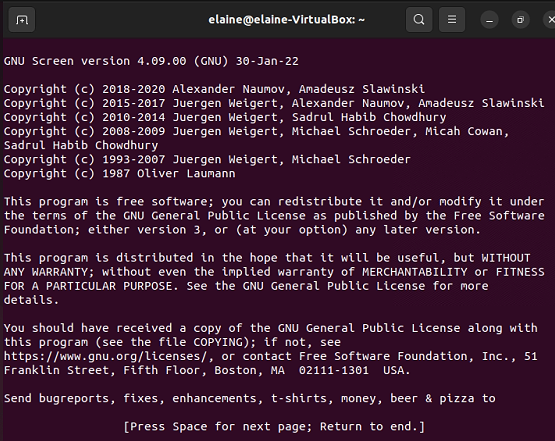 elaine@elaine-VirtualBox: ~
GNU Screen version 4.09.00 (GNU) 30-Jan-22
Copyright (c) 2018-2020 Alexander Naumov, Amadeusz Slawinski
Copyright (c) 2015-2017 Juergen Weigert, Alexander Naumov, Amadeusz Slawinski
Copyright (c) 2010-2014 Juergen Weigert, Sadrul Habib Chowdhury
Copyright (c) 2008-2009 Juergen Weigert, Michael Schroeder, Micah Cowan,
Sadrul Habib Chowdhury
Copyright (c) 1993-2007 Juergen Weigert, Michael Schroeder
Copyright (c) 1987 Oliver Laumann
This program is free software; you can redistribute it and/or modify it under
the terms of the GNU General Public License as published by the Free Software
Foundation; either version 3, or (at your option) any later version.
This program is distributed in the hope that it will be useful, but WITHOUT
ANY WARRANTY; without even the implied warranty of MERCHANTABILITY or FITNESS
FOR A PARTICULAR PURPOSE. See the GNU General Public License for more
details.
You should have received a copy of the GNU General Public License along with
this program (see the file COPYING); if not, see
https://www.gnu.org/licenses/, or contact Free Software Foundation, Inc., 51
Franklin Street, Fifth Floor, Boston, MA  02111-1301  USA.
Send bugreports, fixes, enhancements, t-shirts, money, beer & pizza to
[Press Space for next page; Return to end.]